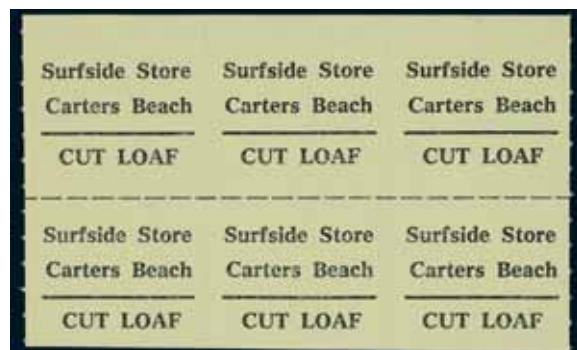 Surfside Store Surfside Store Surfside Store
Carters Beach Carters Beach Carters Beach
CUT LOAF CUT LOAF CUT LOAF
Surfside Store Surfside Store Surfside Store
Carters Beach Carters Beach Carters Beach
CUT LOAF CUT LOAF CUT LOAF